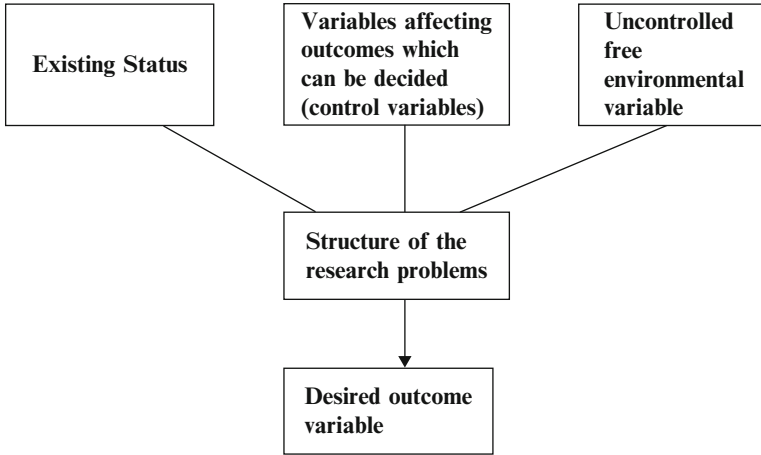 Existing Status
Variables affecting
outcomes which
can be decided
(control variables)
Uncontrolled
free
environmental
variable
Structure of the
research problems
Desired outcome
variable